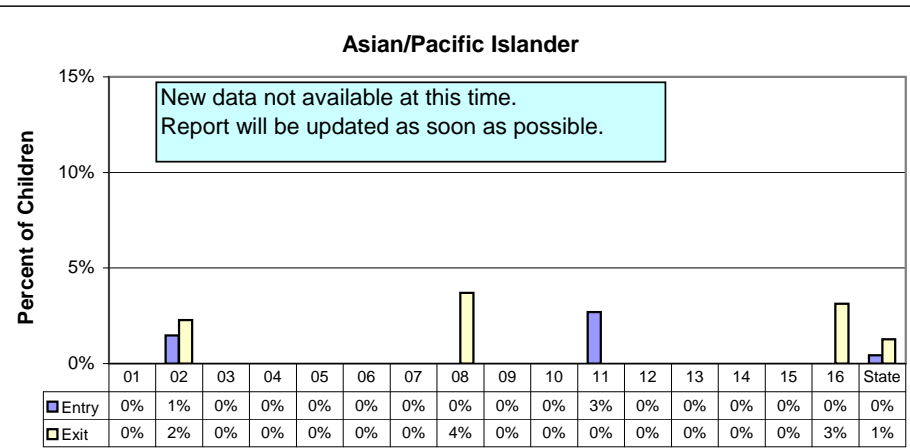 Asian/Pacific Islander
15%
New data not available at this time.
Report will be updated as soon as possible.
10%
5%
0%
Percent of Children
01 02 03 04 05 06 07 08 09 10 11 12 13 14 15 16 State
Entry 0% 1% 0% 0% 0% 0% 0% 0% 0% 0% 3% 0% 0% 0% 0% 0% 0%
Exit 0% 2% 0% 0% 0% 0% 0% 4% 0% 0% 0% 0% 0% 0% 0% 3% 1%